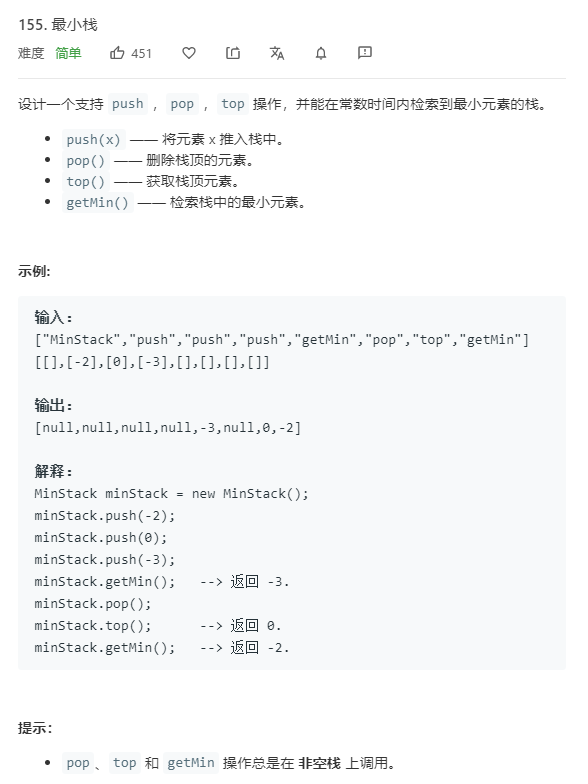 155. 最小栈
难度 简单 451
设计一个支持 push ，pop ，top 操作，并能在常数时间内检索到最小元素的栈。
push(x) —— 将元素 x 推入栈中。
pop() —— 删除栈顶的元素。
top() —— 获取栈顶元素。
getMin() —— 检索栈中的最小元素。
示例:
输入：
["MinStack","push","push","push","getMin","pop","top","getMin"]
[[],[-2],[0],[-3],[],[],[],[]]
输出：
[null,null,null,null,-3,null,0,-2]
解释：
MinStack minStack = new MinStack();
minStack.push(-2);
minStack.push(0);
minStack.push(-3);
minStack.getMin();   --> 返回 -3.
minStack.pop();
minStack.top();      --> 返回 0.
minStack.getMin();   --> 返回 -2.
提示：
pop、top 和 getMin 操作总是在 非空栈 上调用。